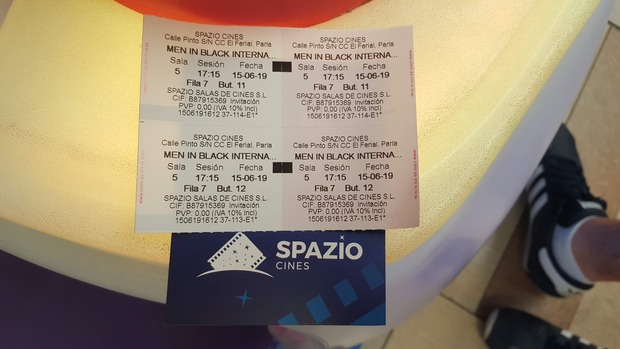 SPAZIO CINES
Calle Pinto S/N CC El Ferial, Parla
MEN IN BLACK INTERNA...
Sala Sesión Fecha
5 17:15 15-06-19
Fila 7 But. 11
SPAZIO SALAS DE CINES S.L.
CIF: B87915369 Invitación
PVP: 0,00 (IVA 10% incl)
1506191612 37-114-E1*
SPAZIO CINES
Calle Pinto S/N CC El Ferial, Parla
MEN IN BLACK INTERNA...
Sala Sesión Fecha
5 17:15 15-06-19
Fila 7 But. 11
SPAZIO SALAS DE CINES S.L.
CIF: B87915369 Invitación
PVP: 0,00 (IVA 10% incl)
1506191612 37-114-E1*
SPAZIO CINES
Calle Pinto S/N CC El Ferial, Parla
MEN IN BLACK INTERNA...
Sala Sesión Fecha
5 17:15 15-06-19
Fila 7 But. 12
SPAZIO SALAS DE CINES S.L.
CIF: B87915369 Invitación
PVP: 0,00 (IVA 10% incl)
1506191612 37-113-E1*
SPAZIO CINES
Calle Pinto S/N CC El Ferial, Parla
MEN IN BLACK INTERNA...
Sala Sesión Fecha
5 17:15 15-06-19
Fila 7 But. 12
SPAZIO SALAS DE CINES S.L.
CIF: B87915369 Invitación
PVP: 0,00 (IVA 10% incl)
1506191612 37-113-E1*
SPAZIO
CINES